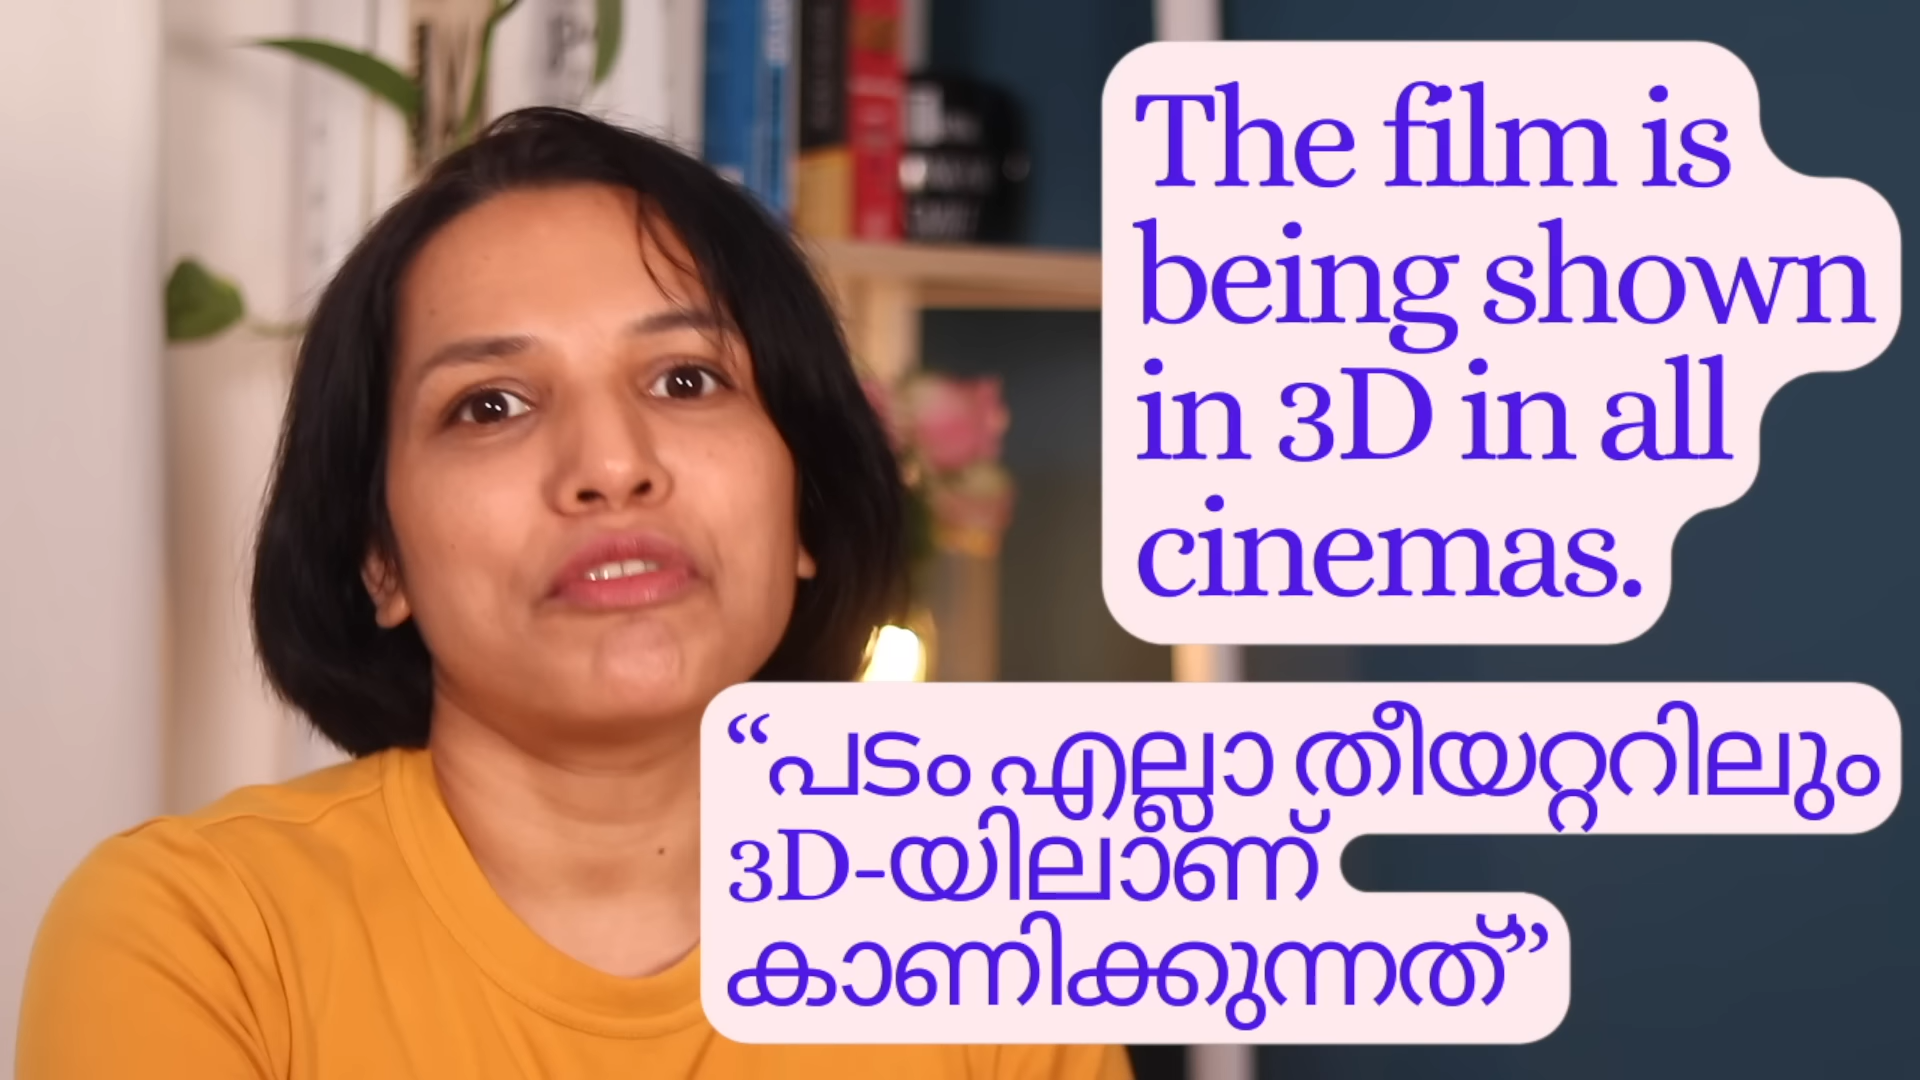 The film is
being shown
in 3D in all
cinemas.
“പടം എല്ലാ തീയറ്ററിലും
3D-യിലാണ്
കാണിക്കുന്നത്”